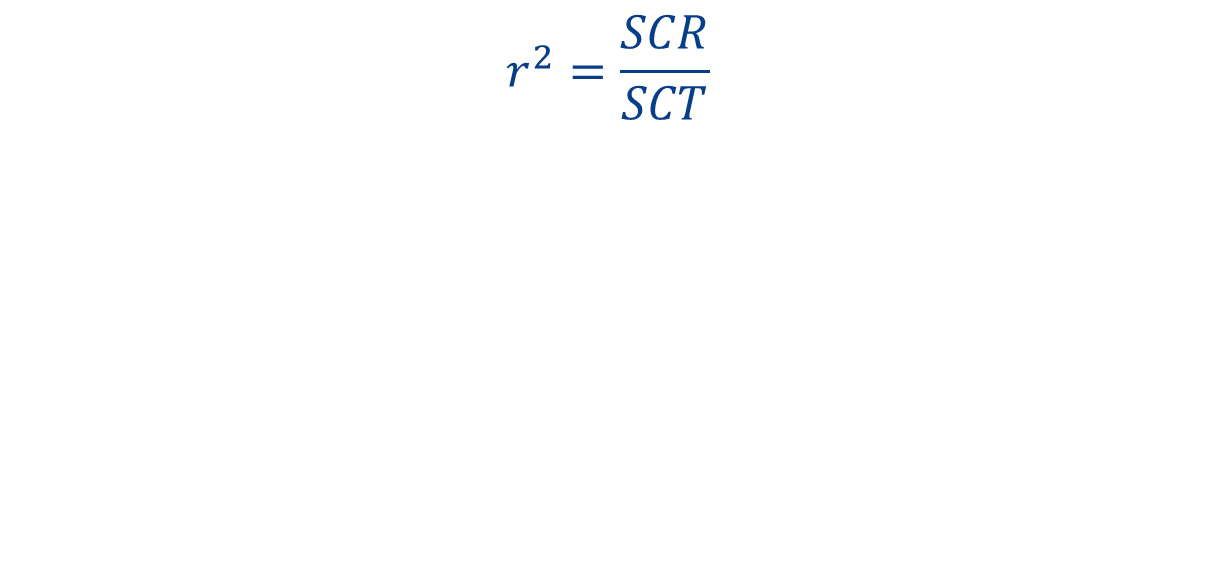 r² = SCR / SCT